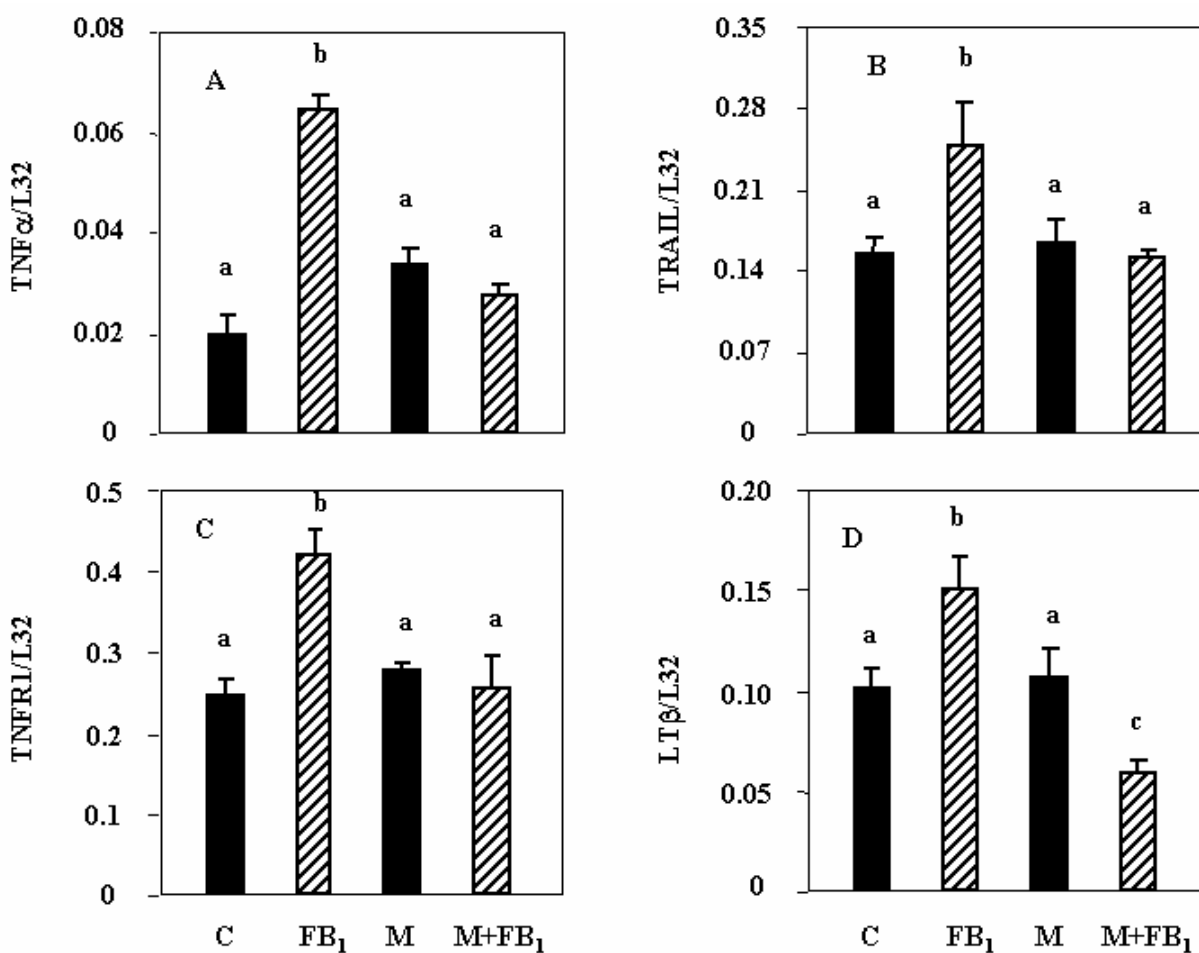 TNFα/L32
0.08
0.06
0.04
0.02
0
A
a
b
a
a
TRAIL/L32
0.35
0.28
0.21
0.14
0.07
0
B
a
b
a
a
TNFR1/L32
0.5
0.4
0.3
0.2
0.1
0
C
a
b
a
a
C FB₁ M M+FB₁
LTβ/L32
0.20
0.15
0.10
0.05
0
D
a
b
a
c
C FB₁ M M+FB₁